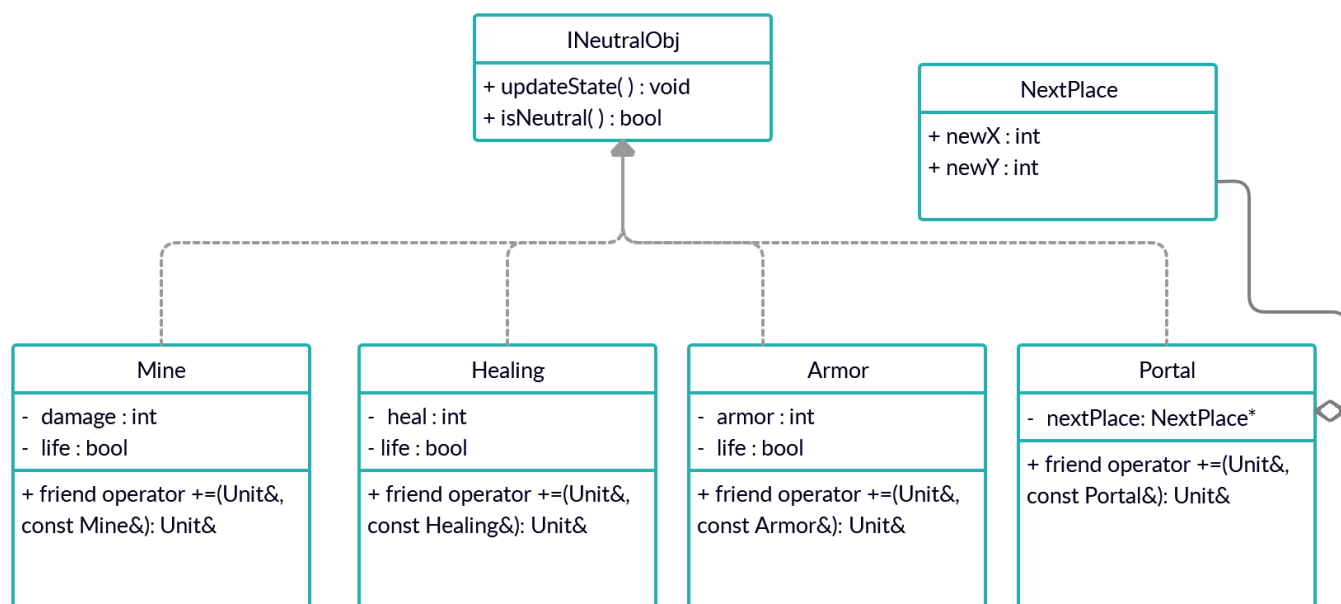 INeutralObj
+ updateState( ) : void
+ isNeutral( ) : bool
NextPlace
+ newX : int
+ newY : int
Mine
- damage : int
- life : bool
+ friend operator +=(Unit&,
const Mine&): Unit&
Healing
- heal : int
- life : bool
+ friend operator +=(Unit&,
const Healing&): Unit&
Armor
- armor : int
- life : bool
+ friend operator +=(Unit&,
const Armor&): Unit&
Portal
- nextPlace: NextPlace*
+ friend operator +=(Unit&,
const Portal&): Unit&